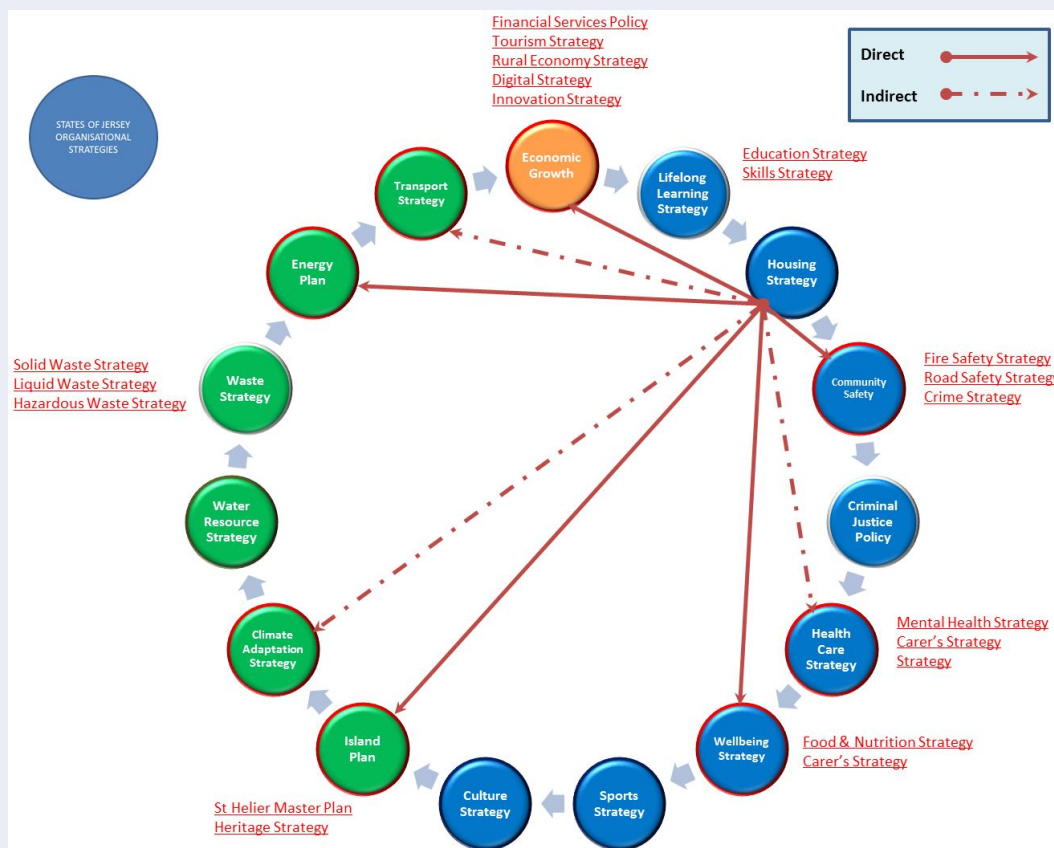 Financial Services Policy
Tourism Strategy
Rural Economy Strategy
Digital Strategy
Innovation Strategy
Direct
Indirect
STATES OF JERSEY
ORGANISATIONAL
STRATEGIES
Economic
Growth
Education Strategy
Skills Strategy
Transport
Strategy
Lifelong
Learning
Strategy
Energy
Plan
Housing
Strategy
Solid Waste Strategy
Liquid Waste Strategy
Hazardous Waste Strategy
Waste
Strategy
Community
Safety
Fire Safety Strategy
Road Safety Strategy
Crime Strategy
Water
Resource
Strategy
Criminal
Justice
Policy
Climate
Adaptation
Strategy
Health
Care
Strategy
Mental Health Strategy
Carer's Strategy
Strategy
Island
Plan
Wellbeing
Strategy
Food & Nutrition Strategy
Carer's Strategy
St Helier Master Plan
Heritage Strategy
Culture
Strategy
Sports
Strategy